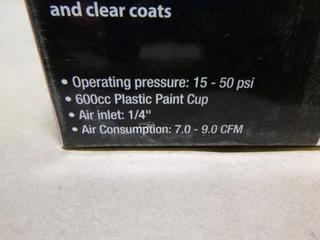 and clear coats
• Operating pressure: 15 - 50 psi
• 600cc Plastic Paint Cup
• Air inlet: 1/4"
• Air Consumption: 7.0 - 9.0 CFM